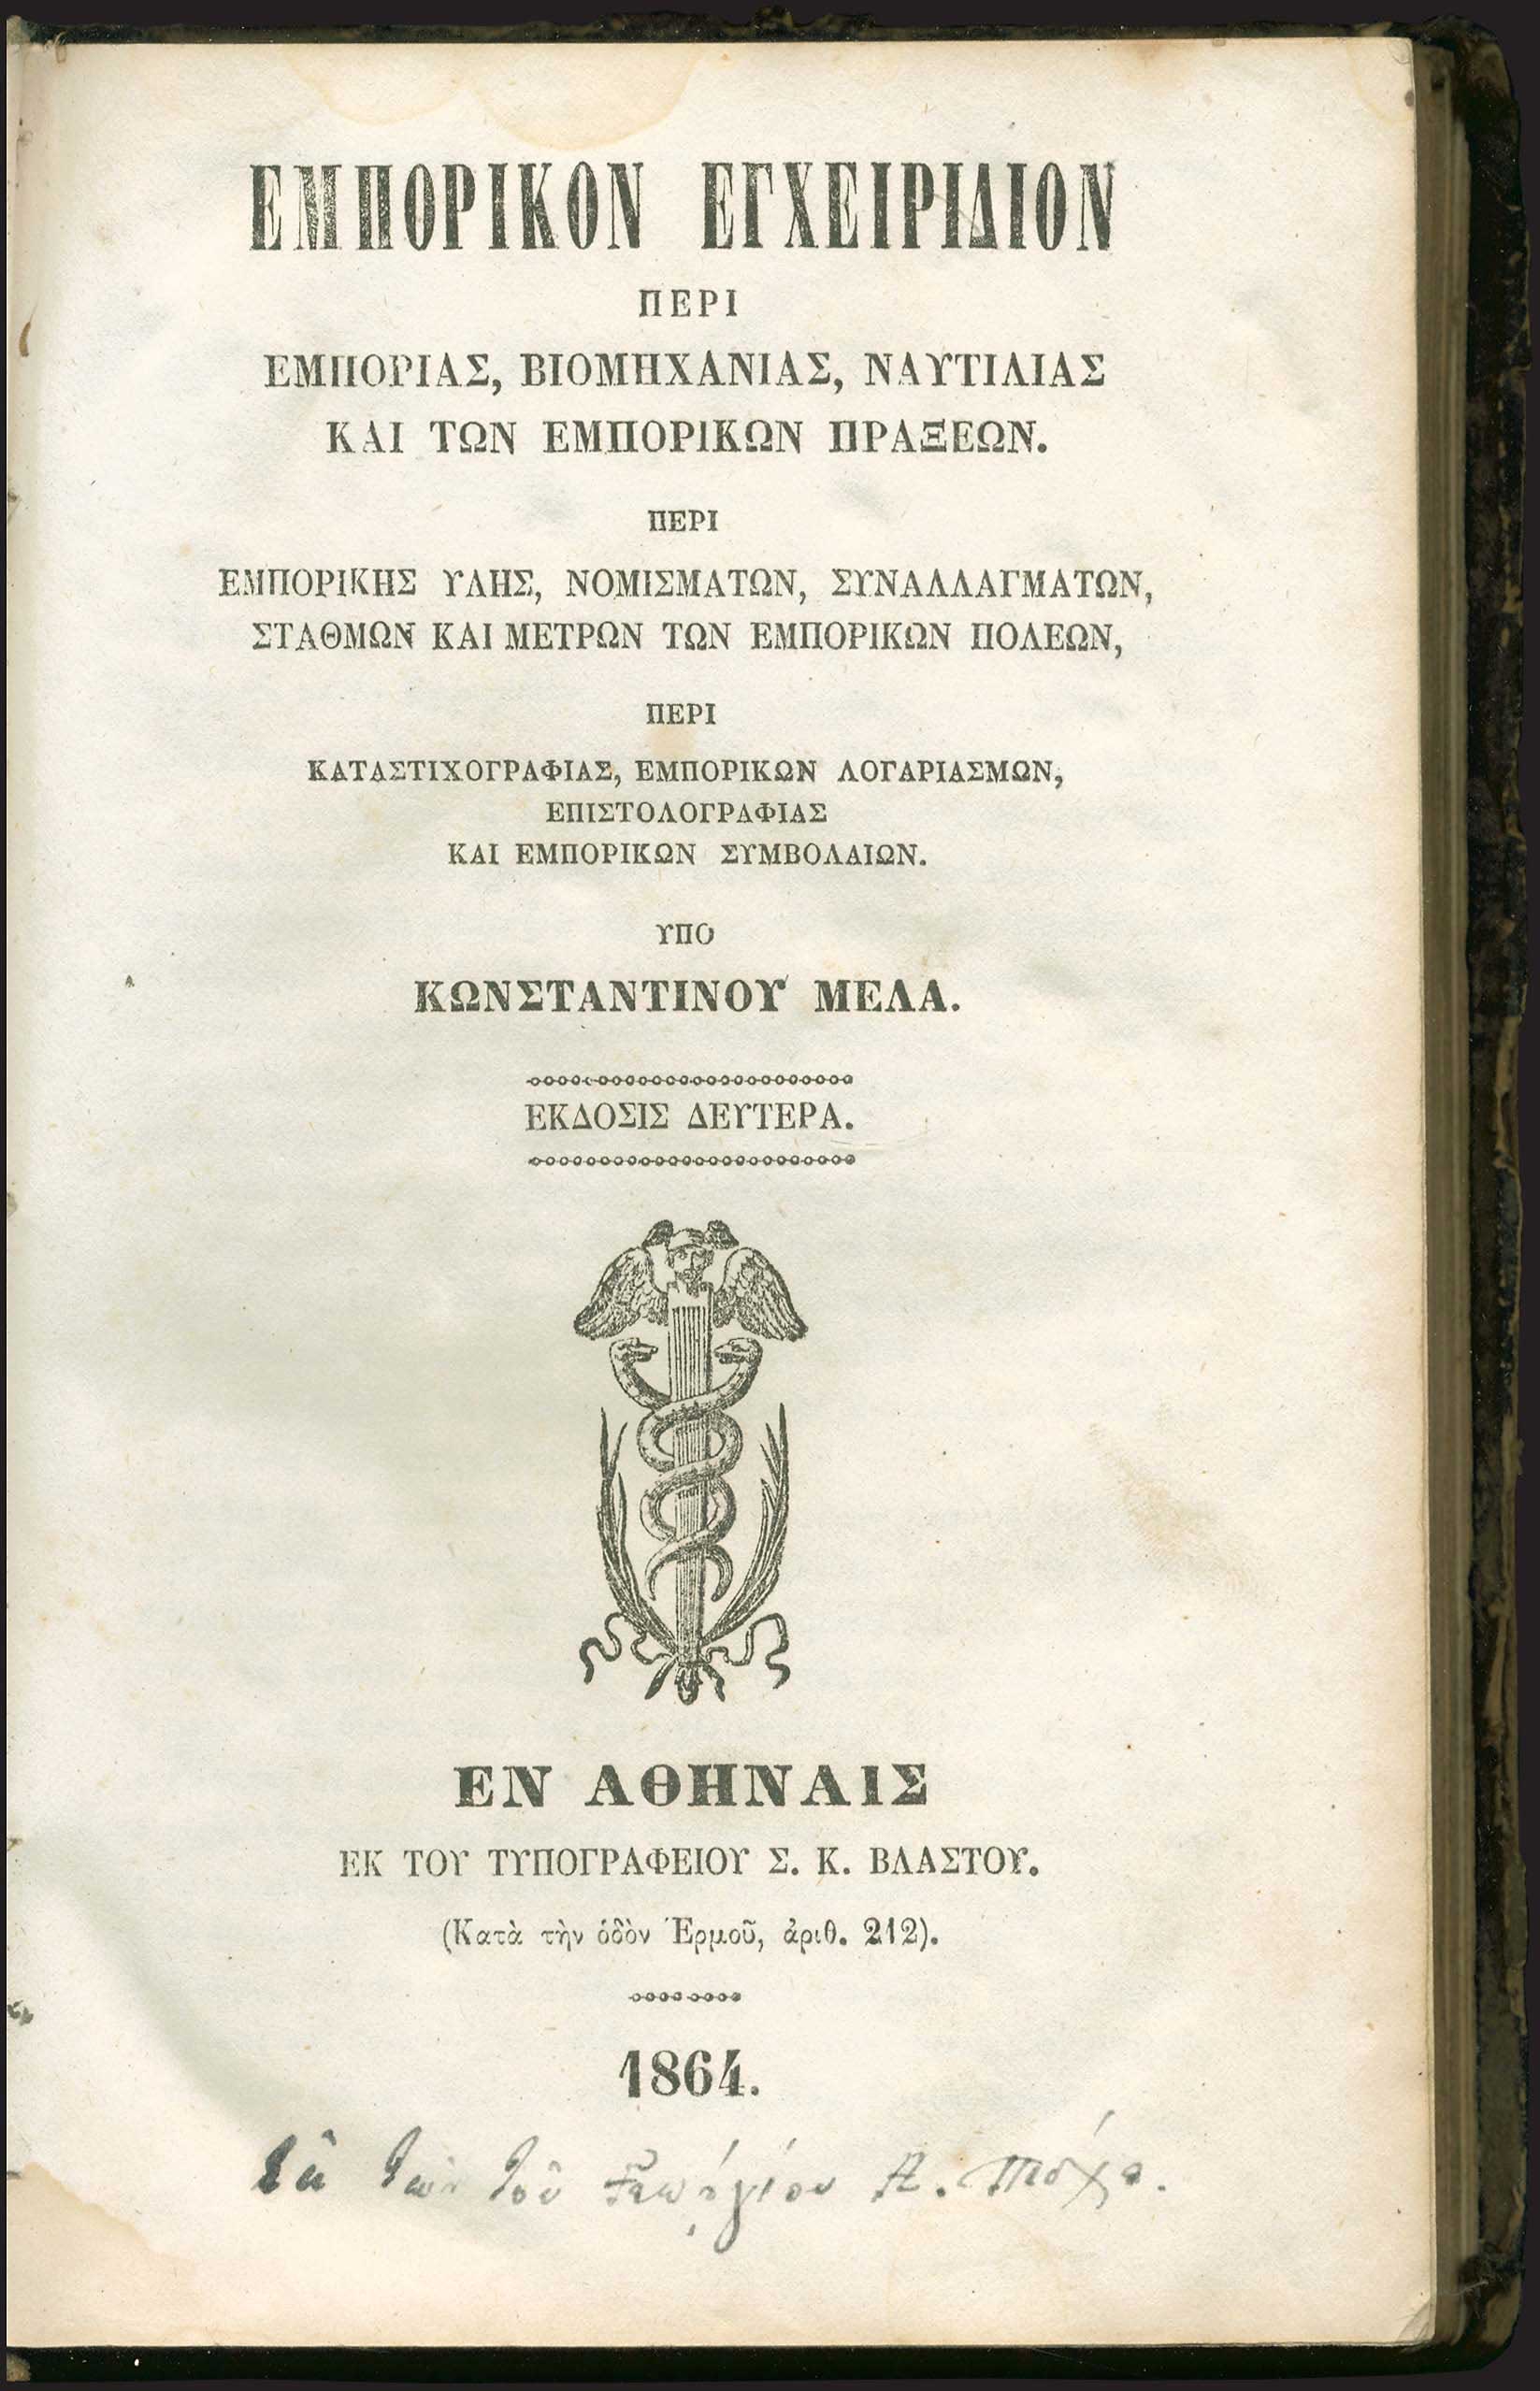 ΕΜΠΟΡΙΚΟΝ ΕΓΧΕΙΡΙΔΙΟΝ
ΠΕΡΙ
ΕΜΠΟΡΙΑΣ, ΒΙΟΜΗΧΑΝΙΑΣ, ΝΑΥΤΙΛΙΑΣ
ΚΑΙ ΤΩΝ ΕΜΠΟΡΙΚΩΝ ΠΡΑΞΕΩΝ.
ΠΕΡΙ
ΕΜΠΟΡΙΚΗΣ ΥΛΗΣ, ΝΟΜΙΣΜΑΤΩΝ, ΣΥΝΑΛΛΑΓΜΑΤΩΝ,
ΣΤΑΘΜΩΝ ΚΑΙ ΜΕΤΡΩΝ ΤΩΝ ΕΜΠΟΡΙΚΩΝ ΠΟΛΕΩΝ,
ΠΕΡΙ
ΚΑΤΑΣΤΙΧΟΓΡΑΦΙΑΣ, ΕΜΠΟΡΙΚΩΝ ΛΟΓΑΡΙΑΣΜΩΝ,
ΕΠΙΣΤΟΛΟΓΡΑΦΙΑΣ
ΚΑΙ ΕΜΠΟΡΙΚΩΝ ΣΥΜΒΟΛΑΙΩΝ.
ΥΠΟ
ΚΩΝΣΤΑΝΤΙΝΟΥ ΜΕΛΑ.
ΕΚΔΟΣΙΣ ΔΕΥΤΕΡΑ.
ΕΝ ΑΘΗΝΑΙΣ
ΕΚ ΤΟΥ ΤΥΠΟΓΡΑΦΕΙΟΥ Σ. Κ. ΒΛΑΣΤΟΥ.
(Κατὰ τὴν ὁδὸν Ἑρμοῦ, ἀριθ. 212).
1864.
τοῦ Γεωργίου Α.